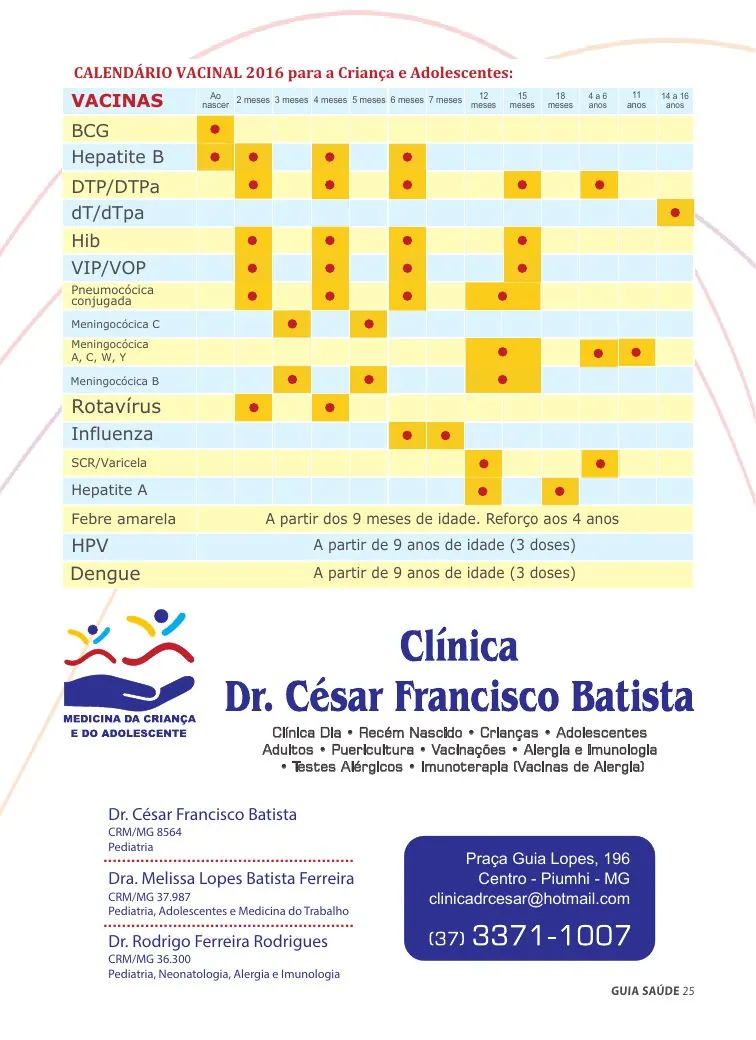 CALENDÁRIO VACINAL 2016 para a Criança e Adolescentes:
VACINAS Ao nascer 2 meses 3 meses 4 meses 5 meses 6 meses 7 meses 12 meses 15 meses 18 meses 4 a 6 anos 11 anos 14 a 16 anos
BCG
Hepatite B
DTP/DTPa
dT/dTpa
Hib
VIP/VOP
Pneumocócica
conjugada
Meningocócica C
Meningocócica
A, C, W, Y
Meningocócica B
Rotavírus
Influenza
SCR/Varicela
Hepatite A
Febre amarela A partir dos 9 meses de idade. Reforço aos 4 anos
HPV A partir de 9 anos de idade (3 doses)
Dengue A partir de 9 anos de idade (3 doses)
MEDICINA DA CRIANÇA
E DO ADOLESCENTE
Clínica
Dr. César Francisco Batista
Clínica Dia • Recém Nascido • Crianças • Adolescentes
Adultos • Puericultura • Vacinações • Alergia e Imunologia
• Testes Alérgicos • Imunoterapia (Vacinas de Alergia)
Dr. César Francisco Batista
CRM/MG 8564
Pediatria
Dra. Melissa Lopes Batista Ferreira
CRM/MG 37.987
Pediatria, Adolescentes e Medicina do Trabalho
Dr. Rodrigo Ferreira Rodrigues
CRM/MG 36.300
Pediatria, Neonatologia, Alergia e Imunologia
Praça Guia Lopes, 196
Centro - Piumhi - MG
clinicadrcesar@hotmail.com
(37) 3371-1007
GUIA SAÚDE 25